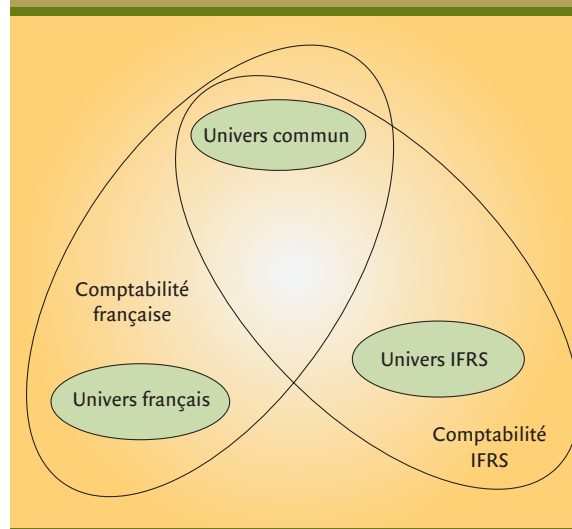 Univers commun
Comptabilité
française
Univers IFRS
Univers français
Comptabilité
IFRS